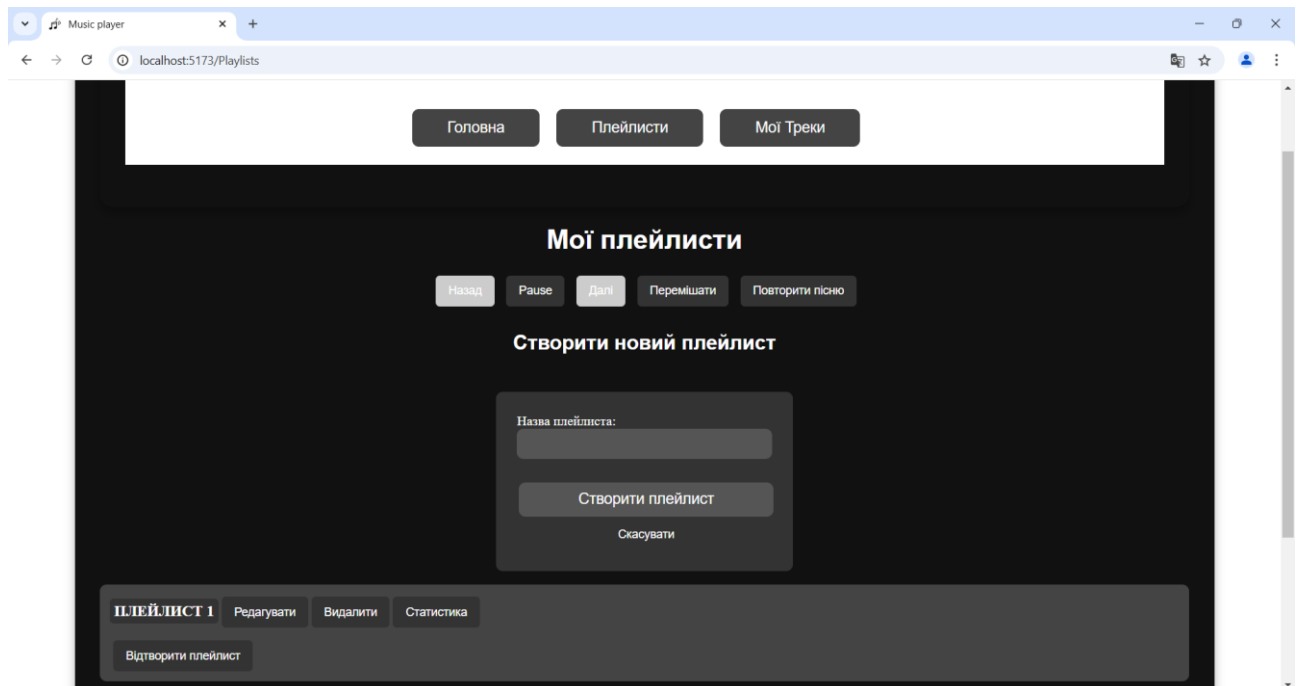 Music player
localhost:5173/Playlists
Головна Плейлисти Мої Треки
Мої плейлисти
Назад Pause Далі Перемішати Повторити пісню
Створити новий плейлист
Назва плейлиста:
Створити плейлист
Скасувати
ПЛЕЙЛИСТ 1 Редагувати Видалити Статистика
Відтворити плейлист